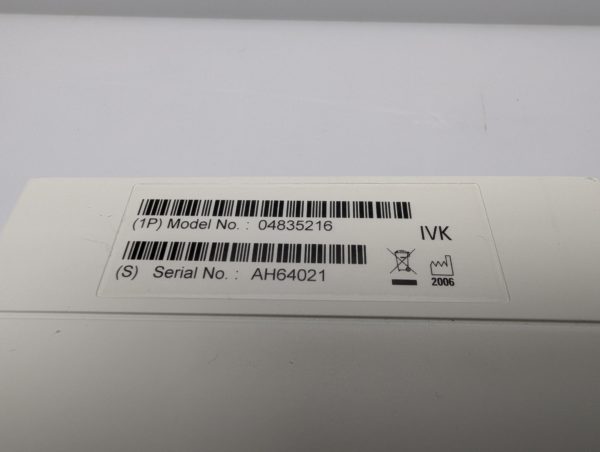 (1P) Model No. : 04835216
IVK
(S) Serial No. : AH64021
2006